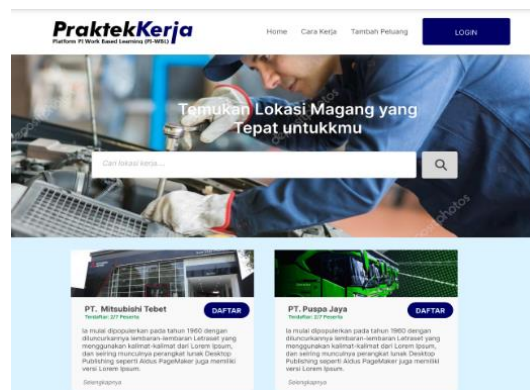 PraktekKerja
Platform PI Work Based Learning (PI-WBL)
Home Cara Kerja Tambah Peluang LOGIN
Temukan Lokasi Magang yang
Tepat untukkmu
Cari lokasi kerja...
depositphotos
PT. Mitsubishi Tebet
Terdaftar: 2/7 Peserta
DAFTAR
Ia mulai dipopulerkan pada tahun 1960 dengan
diluncurkannya lembaran-lembaran Letraset yang
menggunakan kalimat-kalimat dari Lorem Ipsum,
dan seiring munculnya perangkat lunak Desktop
Publishing seperti Aldus PageMaker juga memiliki
versi Lorem Ipsum.
Selengkapnya
PT. Puspa Jaya
Terdaftar: 2/7 Peserta
DAFTAR
Ia mulai dipopulerkan pada tahun 1960 dengan
diluncurkannya lembaran-lembaran Letraset yang
menggunakan kalimat-kalimat dari Lorem Ipsum,
dan seiring munculnya perangkat lunak Desktop
Publishing seperti Aldus PageMaker juga memiliki
versi Lorem Ipsum.
Selengkapnya